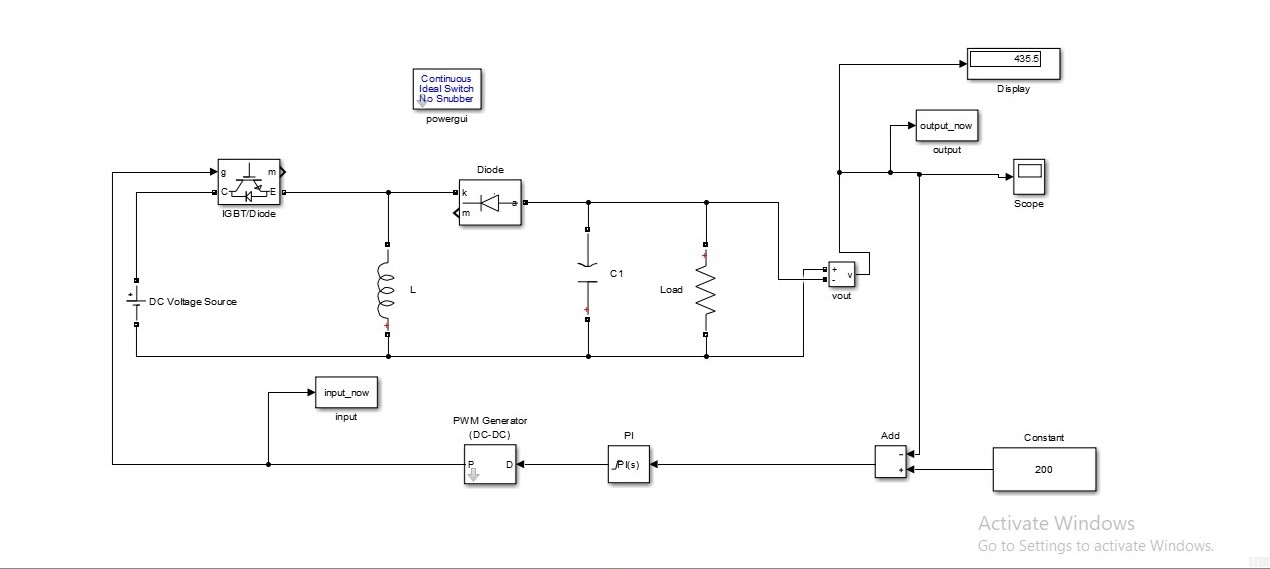 435.5
Display
Continuous
Ideal Switch
No Snubber
powergui
output_now
output
g
m
C
E
IGBT/Diode
Diode
k
a
m
Scope
L
C1
Load
+
-
v
vout
+
DC Voltage Source
+
+
+
input_now
input
PWM Generator
(DC-DC)
P
D
PI
PI(s)
Add
-
+
Constant
200
Activate Windows
Go to Settings to activate Windows.